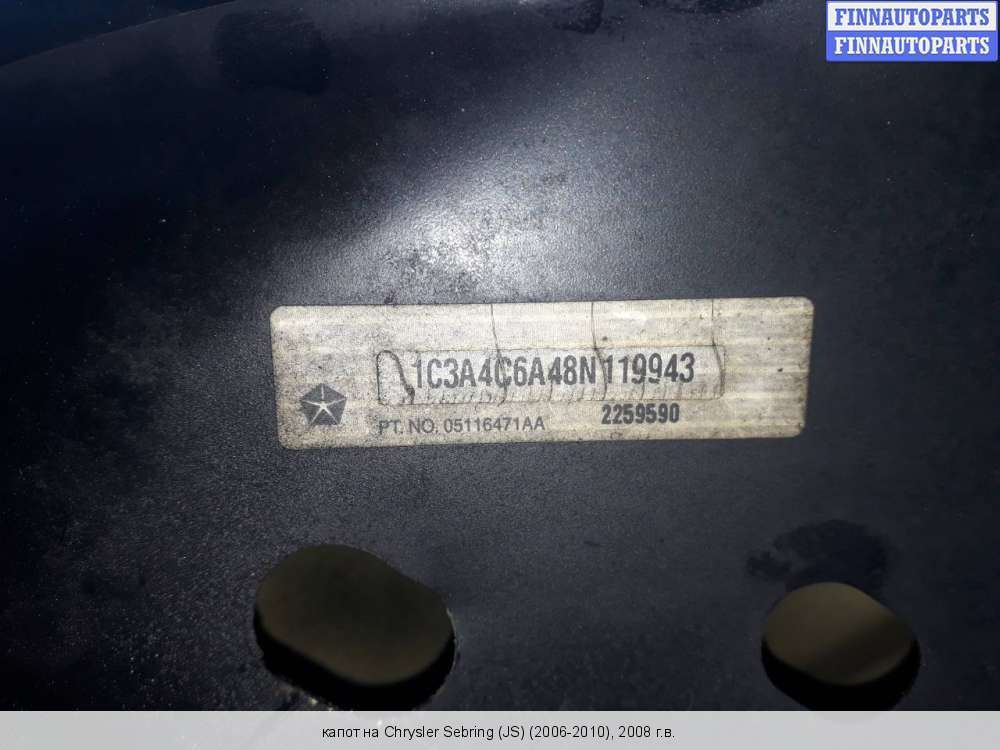 FINNAUTOPARTS
FINNAUTOPARTS
1C3A4C6A48N119943
PT. NO. 05116471AA 2259590
капот на Chrysler Sebring (JS) (2006-2010), 2008 г.в.